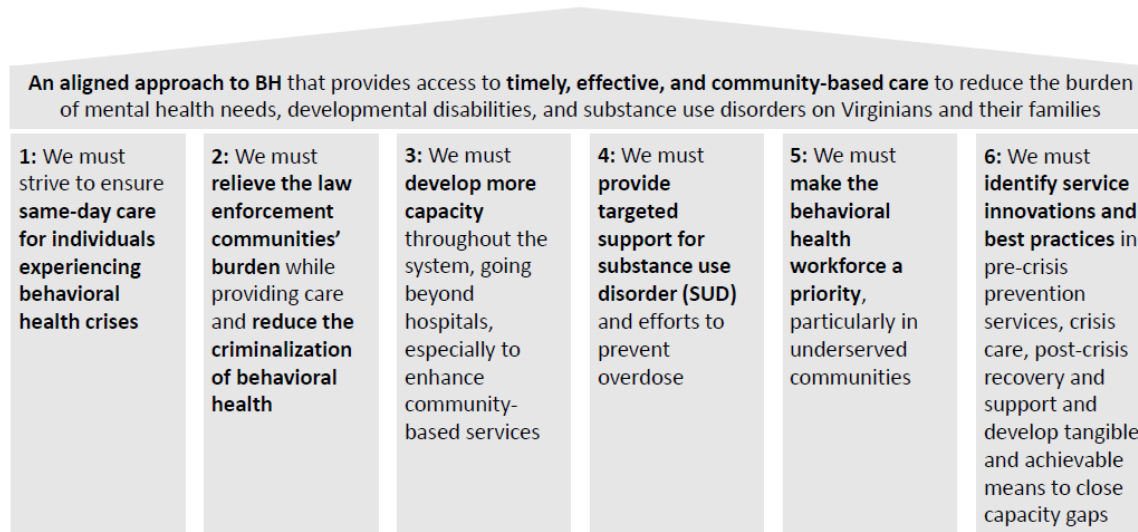 An aligned approach to BH that provides access to timely, effective, and community-based care to reduce the burden
of mental health needs, developmental disabilities, and substance use disorders on Virginians and their families
1: We must
strive to ensure
same-day care
for individuals
experiencing
behavioral
health crises
2: We must
relieve the law
enforcement
communities’
burden while
providing care
and reduce the
criminalization
of behavioral
health
3: We must
develop more
capacity
throughout the
system, going
beyond
hospitals,
especially to
enhance
community-
based services
4: We must
provide
targeted
support for
substance use
disorder (SUD)
and efforts to
prevent
overdose
5: We must
make the
behavioral
health
workforce a
priority,
particularly in
underserved
communities
6: We must
identify service
innovations and
best practices in
pre-crisis
prevention
services, crisis
care, post-crisis
recovery and
support and
develop tangible
and achievable
means to close
capacity gaps